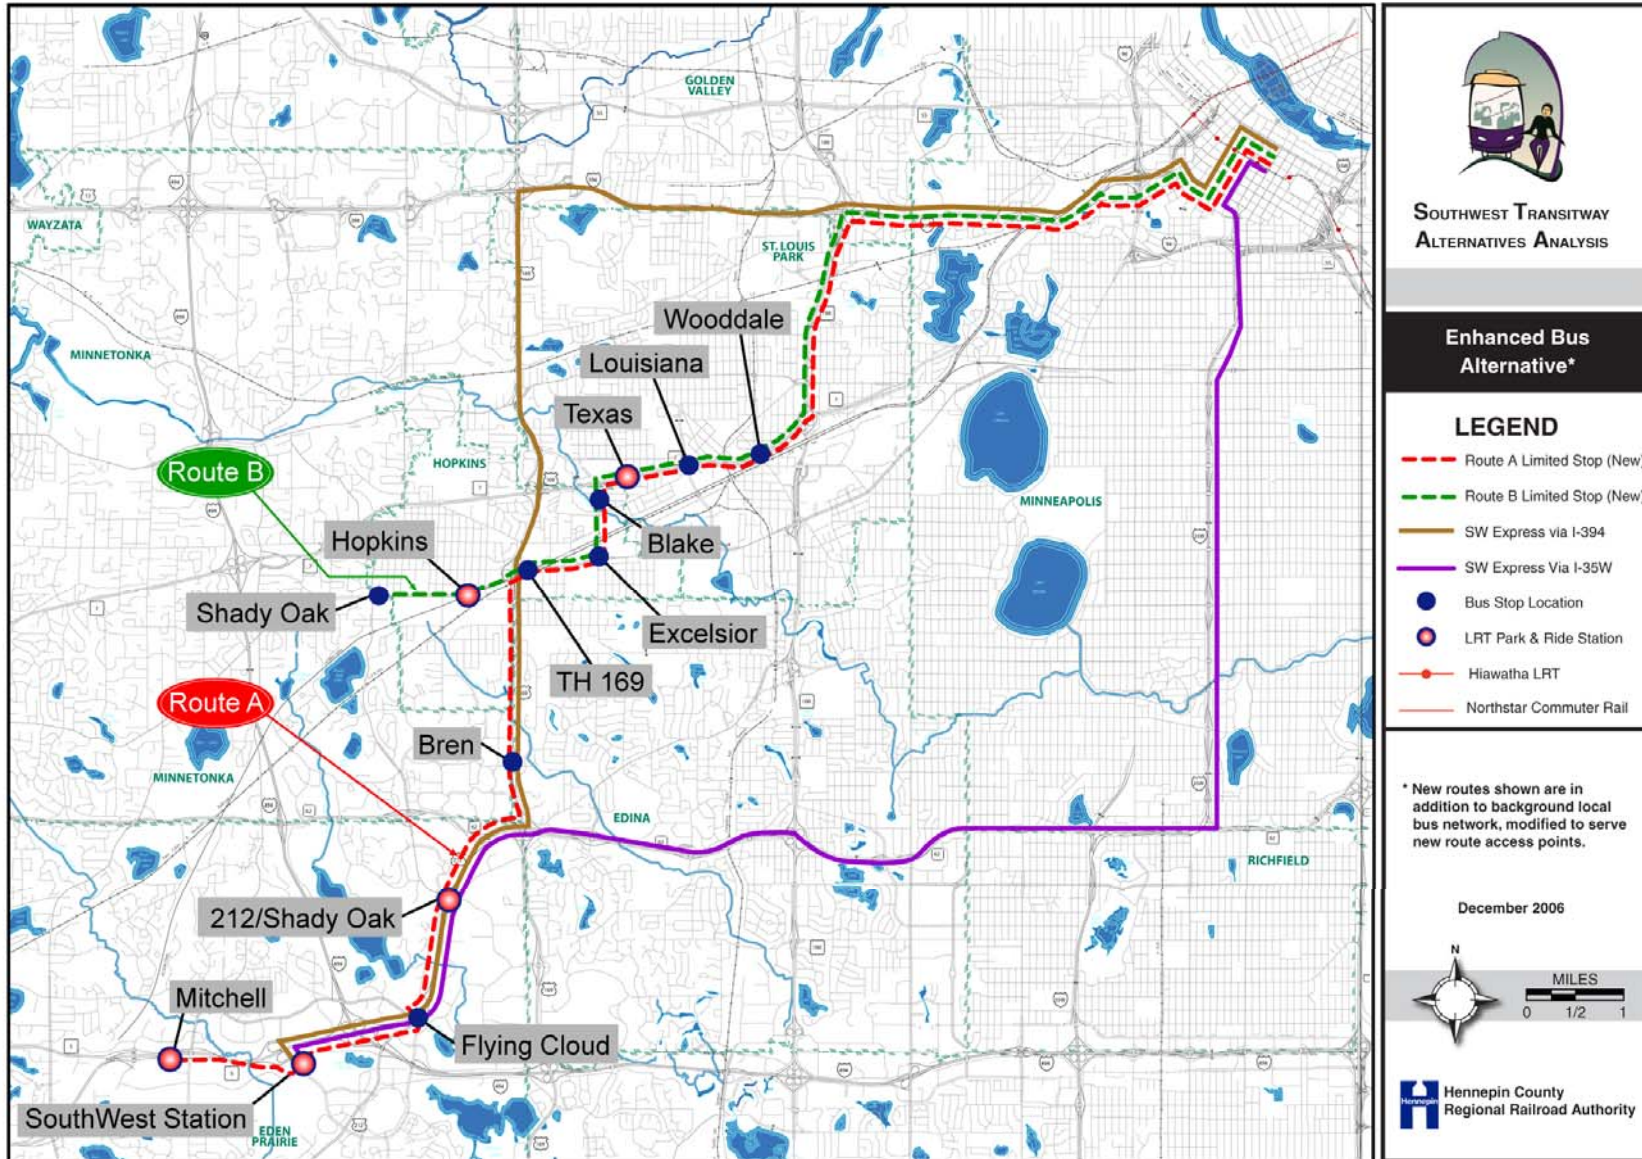 GOLDEN
VALLEY
WAYZATA
ST. LOUIS
PARK
MINNETONKA
Wooddale
Louisiana
Texas
Route B
HOPKINS
MINNEAPOLIS
Hopkins
Blake
Shady Oak
Excelsior
TH 169
Route A
Bren
MINNETONKA
EDINA
RICHFIELD
212/Shady Oak
Mitchell
Flying Cloud
SouthWest Station
EDEN
PRAIRIE
SOUTHWEST TRANSITWAY
ALTERNATIVES ANALYSIS
Enhanced Bus
Alternative*
LEGEND
Route A Limited Stop (New)
Route B Limited Stop (New)
SW Express via I-394
SW Express Via I-35W
Bus Stop Location
LRT Park & Ride Station
Hiawatha LRT
Northstar Commuter Rail
* New routes shown are in
addition to background local
bus network, modified to serve
new route access points.
December 2006
N
MILES
0 1/2 1
Hennepin
Hennepin County
Regional Railroad Authority